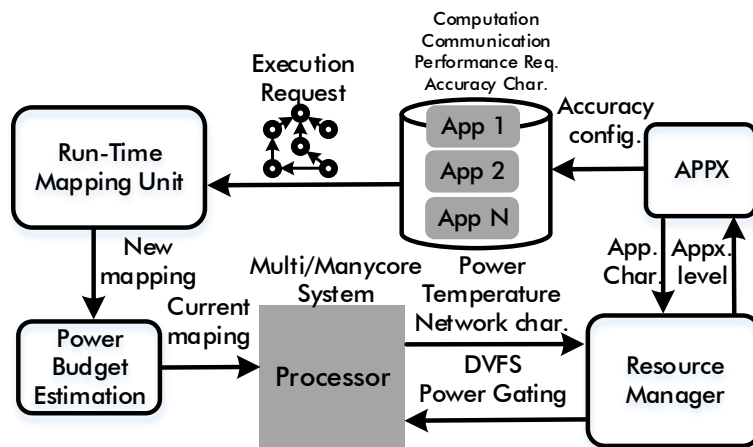 Computation
Communication
Performance Req.
Accuracy Char.
Execution
Request
Accuracy
config.
App 1
App 2
App N
Run-Time
Mapping Unit
APPX
New
mapping
App.
Char.
Appx.
level
Multi/Manycore
System
Power
Temperature
Network char.
Current
maping
Power
Budget
Estimation
Processor
DVFS
Power Gating
Resource
Manager